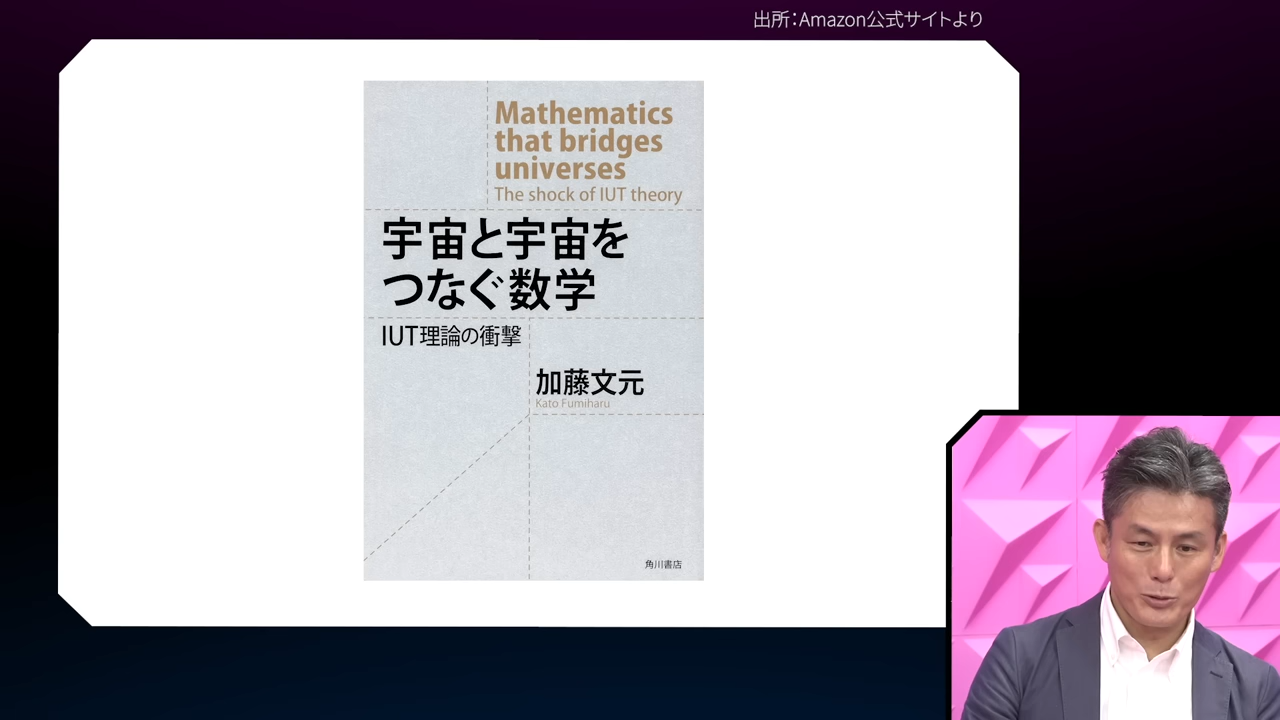 出所：Amazon公式サイトより
Mathematics
that bridges
universes
The shock of IUT theory
宇宙と宇宙を
つなぐ数学
IUT理論の衝撃
加藤文元
Kato Fumiharu
角川書店